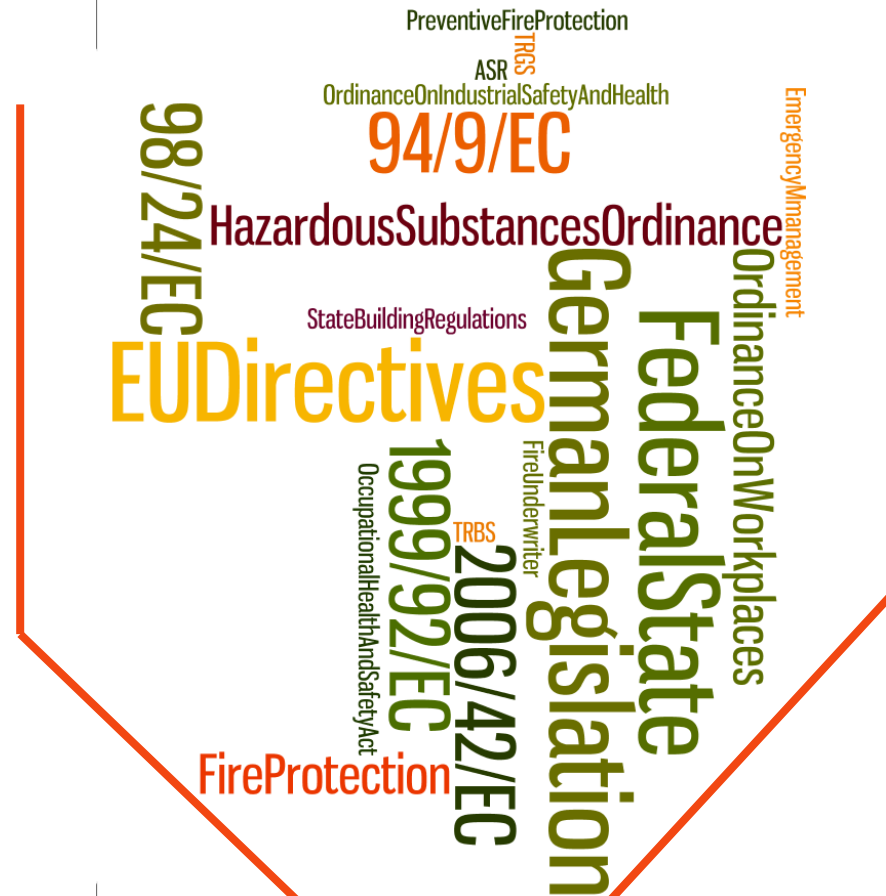 PreventiveFireProtection
TRGS
ASR
OrdinanceOnIndustrialSafetyAndHealth
94/9/EC
EmergencyMmanagement
98/24/EC
HazardousSubstancesOrdinance
GermanLegislation
OrdinanceOnWorkplaces
StateBuildingRegulations
FederalState
EUDirectives
1999/92/EC
FireUnderwriter
OccupationalHealthAndSafetyAct
TRBS
2006/42/EC
FireProtection